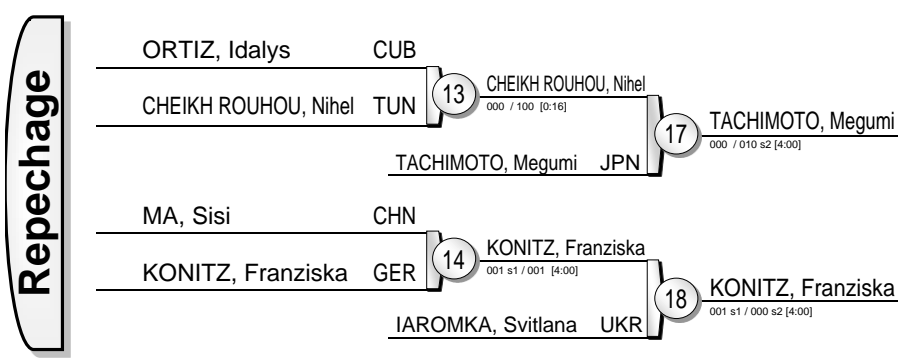 Repechage
ORTIZ, Idalys CUB
CHEIKH ROUHOU, Nihel TUN
13
CHEIKH ROUHOU, Nihel
000 / 100 [0:16]
TACHIMOTO, Megumi JPN
17
TACHIMOTO, Megumi
000 / 010 s2 [4:00]
MA, Sisi CHN
KONITZ, Franziska GER
14
KONITZ, Franziska
001 s1 / 001 [4:00]
IAROMKA, Svitlana UKR
18
KONITZ, Franziska
001 s1 / 000 s2 [4:00]